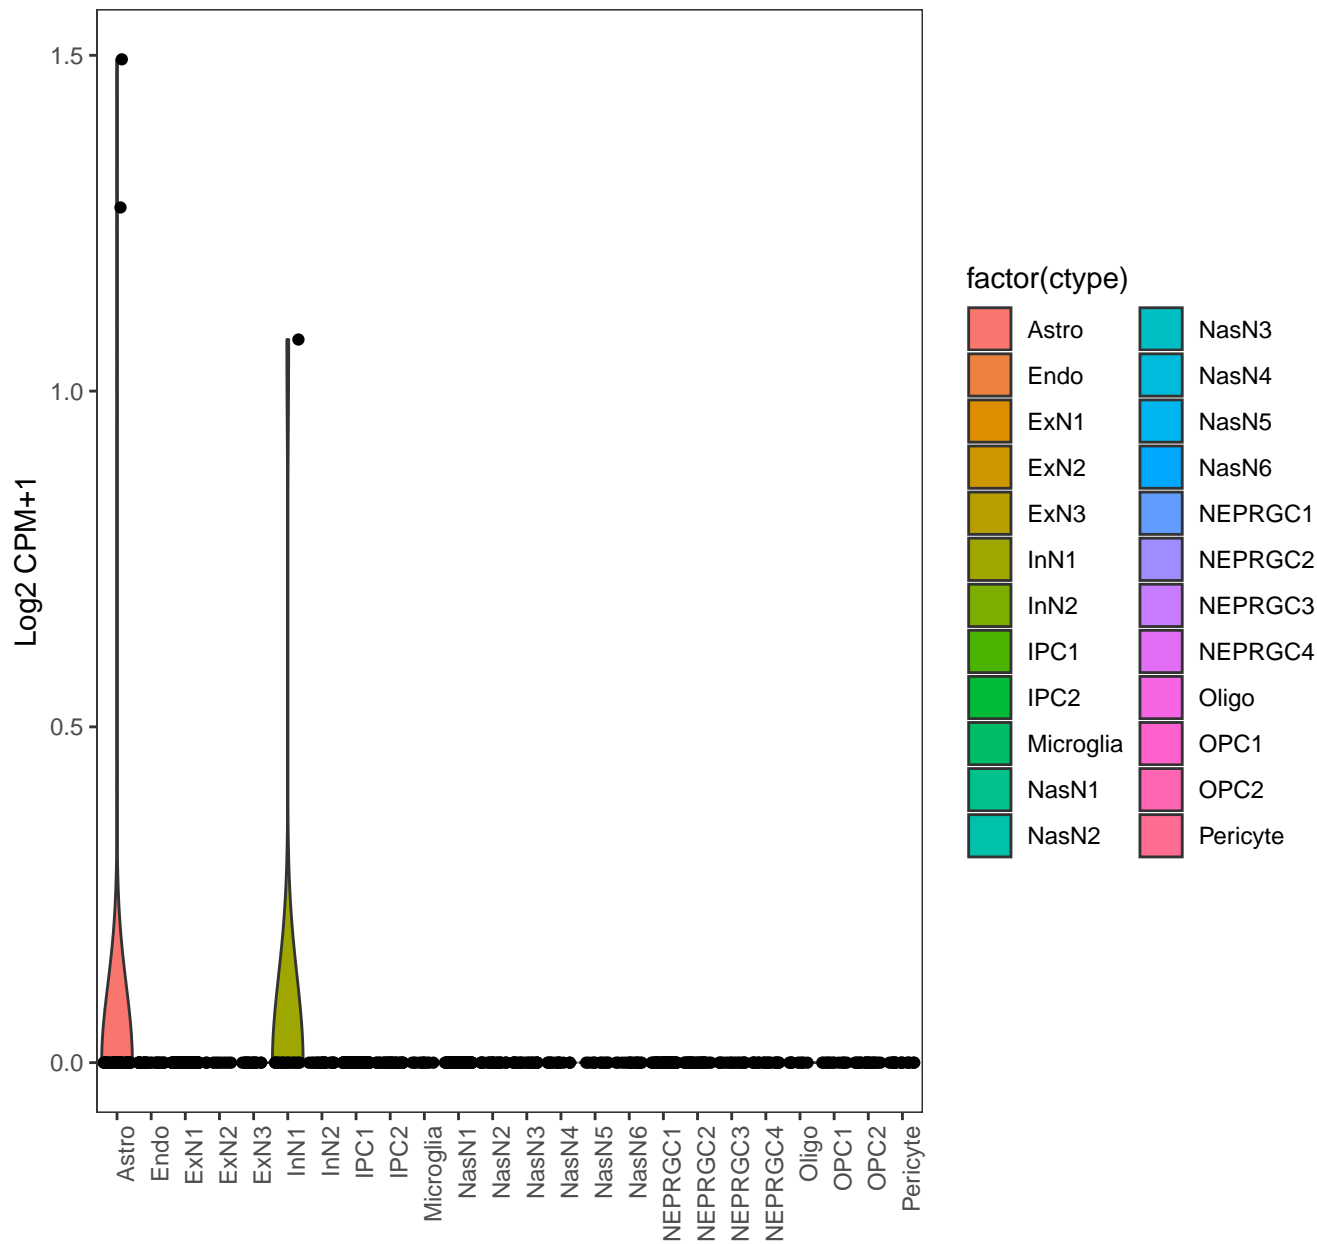 1.5
1.0
0.5
0.0
Log2 CPM+1
Astro
Endo
ExN1
ExN2
ExN3
InN1
InN2
IPC1
IPC2
Microglia
NasN1
NasN2
NasN3
NasN4
NasN5
NasN6
NEPRGC1
NEPRGC2
NEPRGC3
NEPRGC4
Oligo
OPC1
OPC2
Pericyte
factor(ctype)
Astro
Endo
ExN1
ExN2
ExN3
InN1
InN2
IPC1
IPC2
Microglia
NasN1
NasN2
NasN3
NasN4
NasN5
NasN6
NEPRGC1
NEPRGC2
NEPRGC3
NEPRGC4
Oligo
OPC1
OPC2
Pericyte